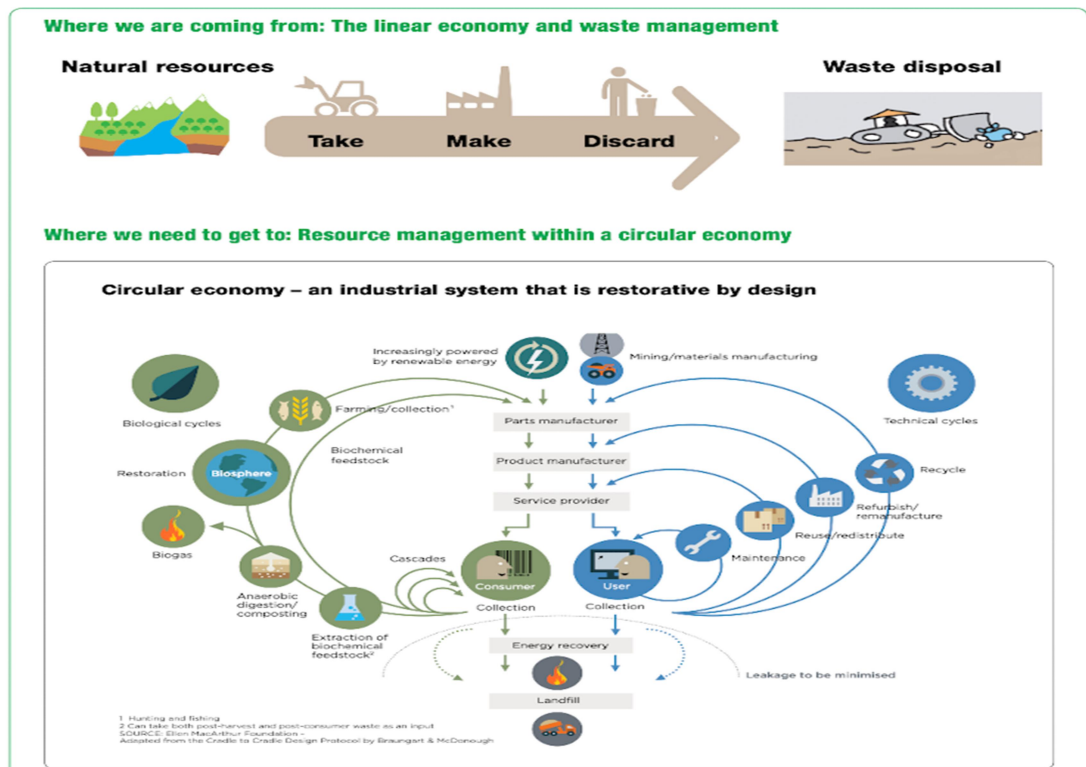 Where we are coming from: The linear economy and waste management
Natural resources
Waste disposal
Take
Make
Discard
Where we need to get to: Resource management within a circular economy
Circular economy – an industrial system that is restorative by design
Increasingly powered
by renewable energy
Mining/materials manufacturing
Biological cycles
Farming/collection¹
Parts manufacturer
Technical cycles
Biochemical
feedstock
Restoration
Biosphere
Product manufacturer
Recycle
Service provider
Refurbish/
remanufacture
Biogas
Reuse/redistribute
Cascades
Maintenance
Consumer
User
Anaerobic
digestion/
composting
Collection
Collection
Extraction of
biochemical
feedstock²
Energy recovery
Leakage to be minimised
Landfill
1 Hunting and fishing
2 Can take both post-harvest and post-consumer waste as an input
SOURCE: Ellen MacArthur Foundation –
Adapted from the Cradle to Cradle Design Protocol by Braungart & McDonough